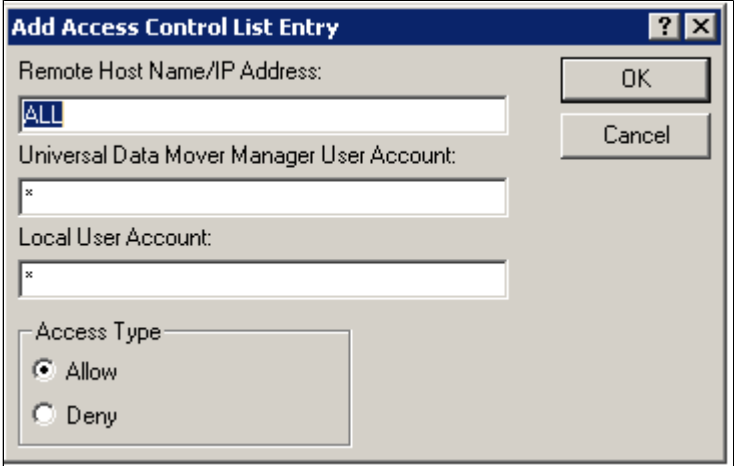 Add Access Control List Entry
Remote Host Name/IP Address:
OK
ALL
Cancel
Universal Data Mover Manager User Account:
*
Local User Account:
*
Access Type
Allow
Deny